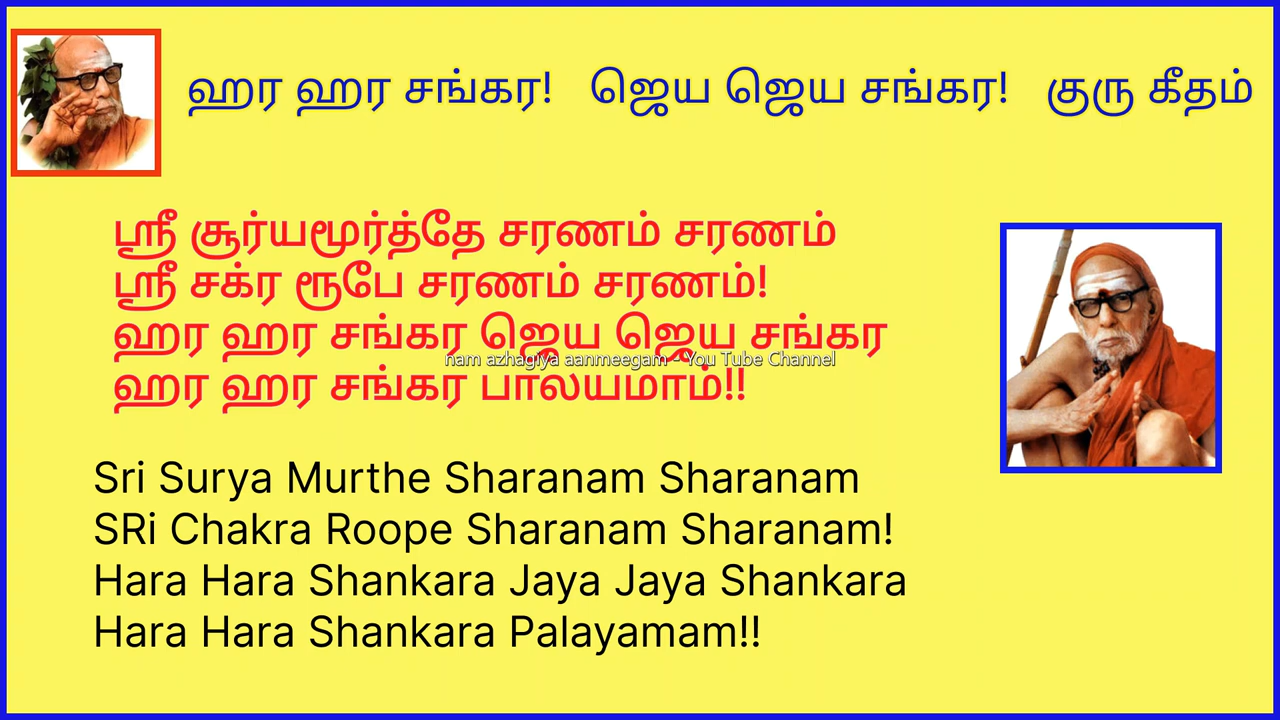 ஹர ஹர சங்கர! ஜெய ஜெய சங்கர! குரு கீதம்
ஸ்ரீ சூர்யமூர்த்தே சரணம் சரணம்
ஸ்ரீ சக்ர ரூபே சரணம் சரணம்!
ஹர ஹர சங்கர ஜெய ஜெய சங்கர
nam azhagiya aanmeegam - You Tube Channel
ஹர ஹர சங்கர பாலயமாம்!!
Sri Surya Murthe Sharanam Sharanam
SRi Chakra Roope Sharanam Sharanam!
Hara Hara Shankara Jaya Jaya Shankara
Hara Hara Shankara Palayamam!!